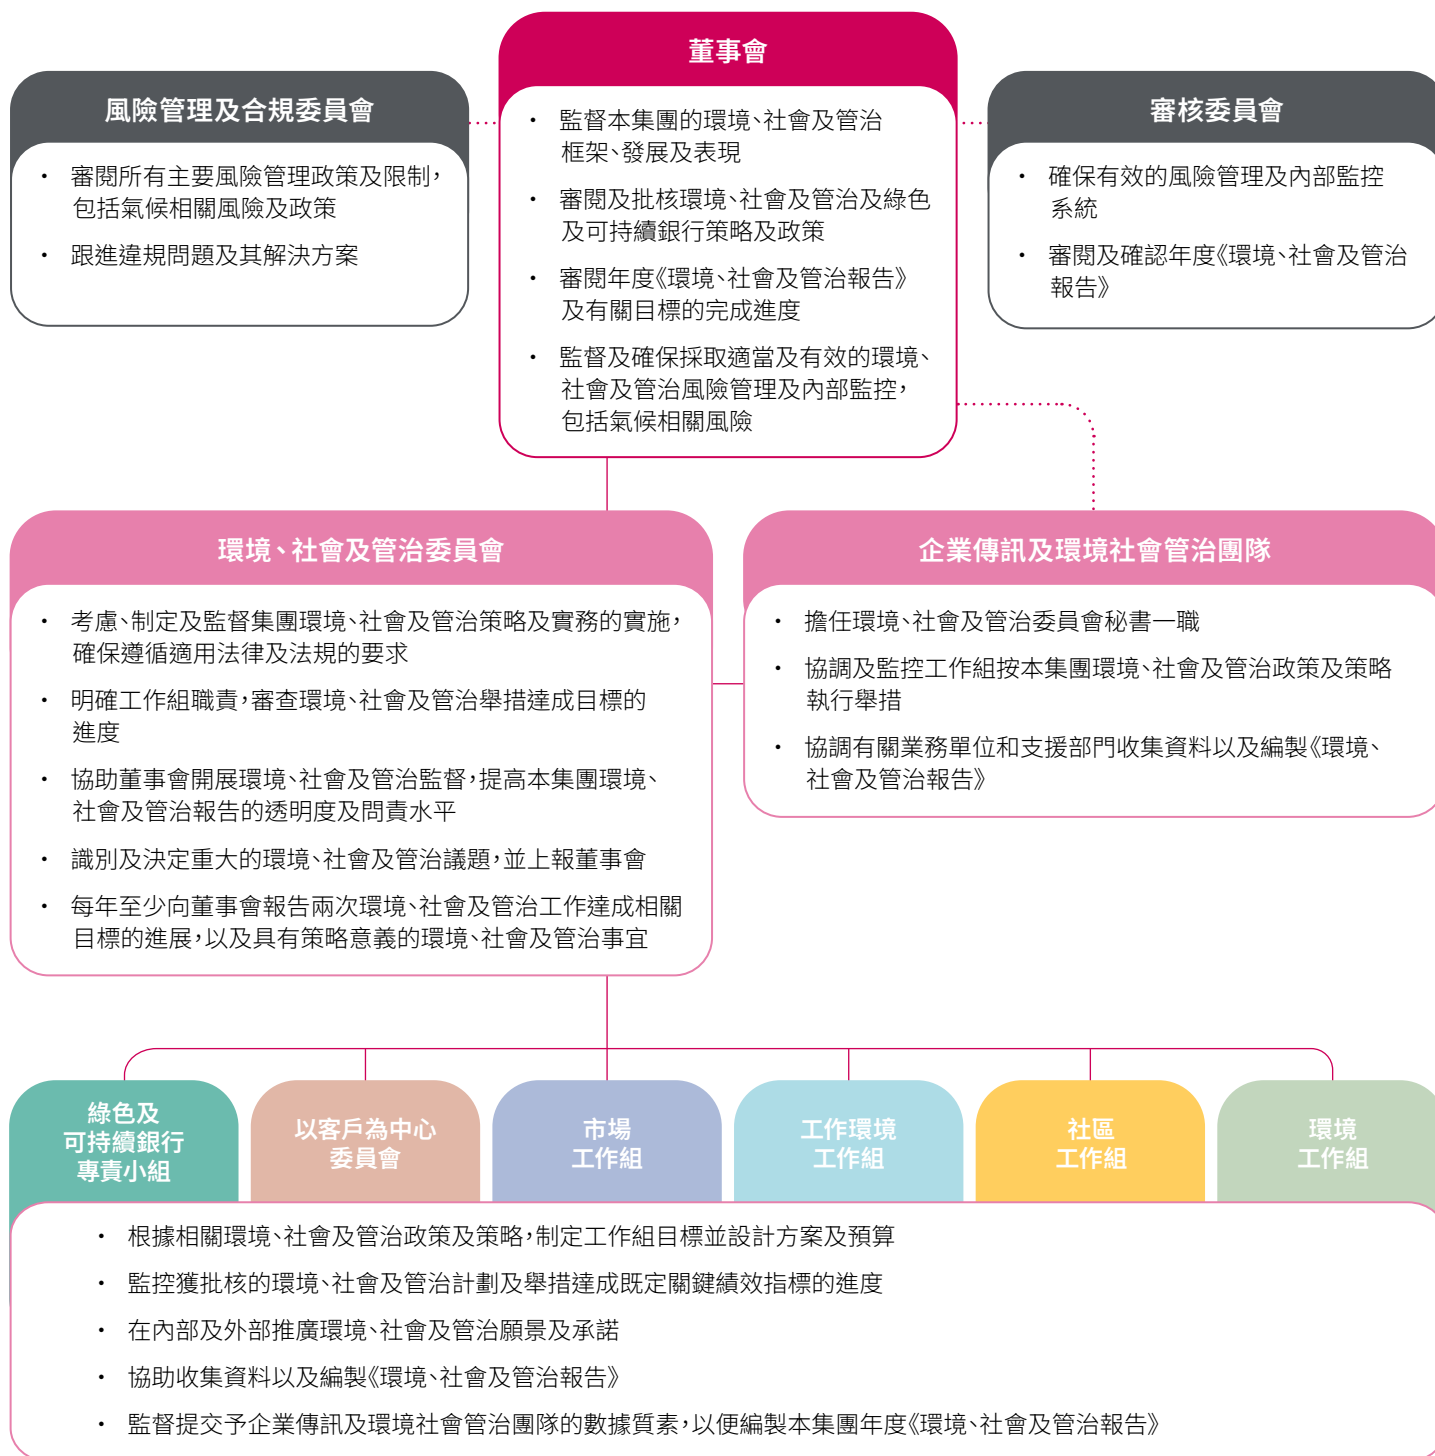 董事會
風險管理及合規委員會
審核委員會
• 監督本集團的環境、社會及管治
框架、發展及表現
• 審閱及批核環境、社會及管治及綠色
及可持續銀行策略及政策
• 審閱年度《環境、社會及管治報告》
及有關目標的完成進度
• 監督及確保採取適當及有效的環境、
社會及管治風險管理及內部監控，
包括氣候相關風險
• 審閱所有主要風險管理政策及限制，
包括氣候相關風險及政策
• 跟進違規問題及其解決方案
• 確保有效的風險管理及內部監控
系統
• 審閱及確認年度《環境、社會及管治
報告》
環境、社會及管治委員會
• 考慮、制定及監督集團環境、社會及管治策略及實務的實施，
確保遵循適用法律及法規的要求
• 明確工作組職責，審查環境、社會及管治舉措達成目標的
進度
• 協助董事會開展環境、社會及管治監督，提高本集團環境、
社會及管治報告的透明度及問責水平
• 識別及決定重大的環境、社會及管治議題，並上報董事會
• 每年至少向董事會報告兩次環境、社會及管治工作達成相關
目標的進展，以及具有策略意義的環境、社會及管治事宜
企業傳訊及環境社會管治團隊
• 擔任環境、社會及管治委員會秘書一職
• 協調及監控工作組按本集團環境、社會及管治政策及策略
執行舉措
• 協調有關業務單位和支援部門收集資料以及編製《環境、
社會及管治報告》
綠色及
可持續銀行
專責小組
以客戶為中心
委員會
市場
工作組
工作環境
工作組
社區
工作組
環境
工作組
• 根據相關環境、社會及管治政策及策略，制定工作組目標並設計方案及預算
• 監控獲批核的環境、社會及管治計劃及舉措達成既定關鍵績效指標的進度
• 在內部及外部推廣環境、社會及管治願景及承諾
• 協助收集資料以及編製《環境、社會及管治報告》
• 監督提交予企業傳訊及環境社會管治團隊的數據質素，以便編製本集團年度《環境、社會及管治報告》